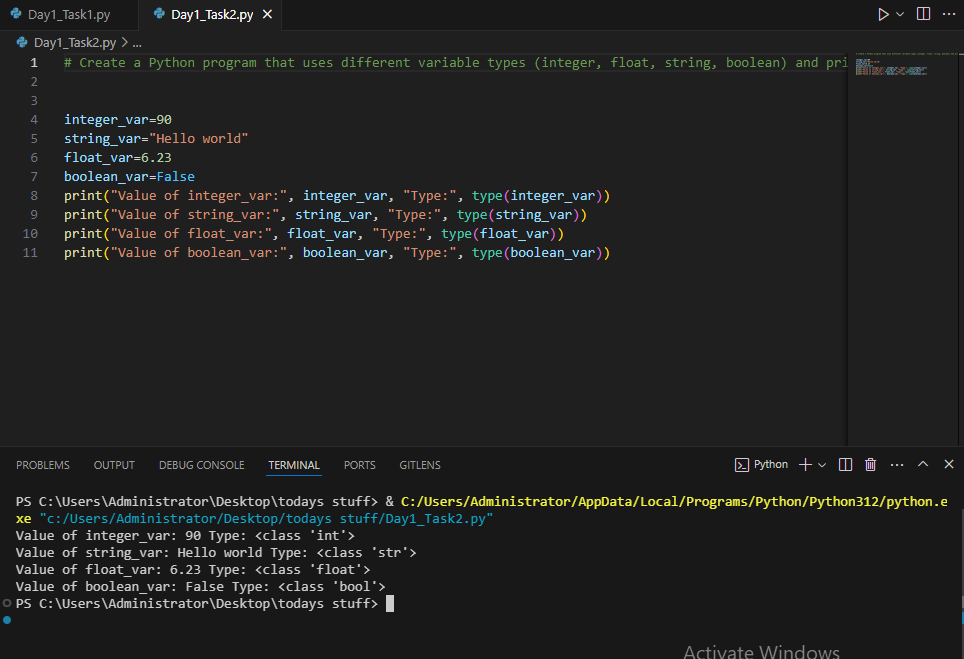 Day1_Task1.py Day1_Task2.py
Day1_Task2.py > ...
1 # Create a Python program that uses different variable types (integer, float, string, boolean) and pri
2
3
4 integer_var=90
5 string_var="Hello world"
6 float_var=6.23
7 boolean_var=False
8 print("Value of integer_var:", integer_var, "Type:", type(integer_var))
9 print("Value of string_var:", string_var, "Type:", type(string_var))
10 print("Value of float_var:", float_var, "Type:", type(float_var))
11 print("Value of boolean_var:", boolean_var, "Type:", type(boolean_var))
PROBLEMS OUTPUT DEBUG CONSOLE TERMINAL PORTS GITLENS Python
PS C:\Users\Administrator\Desktop\todays stuff> & C:/Users/Administrator/AppData/Local/Programs/Python/Python312/python.e
xe "c:/Users/Administrator/Desktop/todays stuff/Day1_Task2.py"
Value of integer_var: 90 Type: <class 'int'>
Value of string_var: Hello world Type: <class 'str'>
Value of float_var: 6.23 Type: <class 'float'>
Value of boolean_var: False Type: <class 'bool'>
PS C:\Users\Administrator\Desktop\todays stuff>
Activate Windows